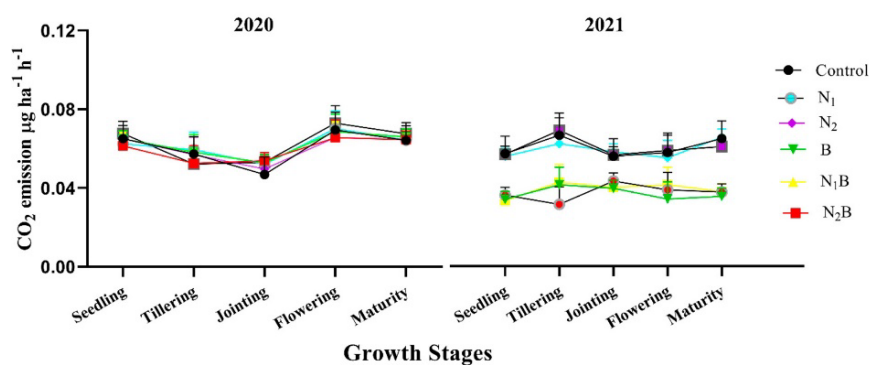 2020
2021
0.12
0.08
0.04
0.00
CO₂ emission µg ha⁻¹ h⁻¹
Seedling
Tillering
Jointing
Flowering
Maturity
Seedling
Tillering
Jointing
Flowering
Maturity
Growth Stages
Control
N₁
N₂
B
N₁B
N₂B